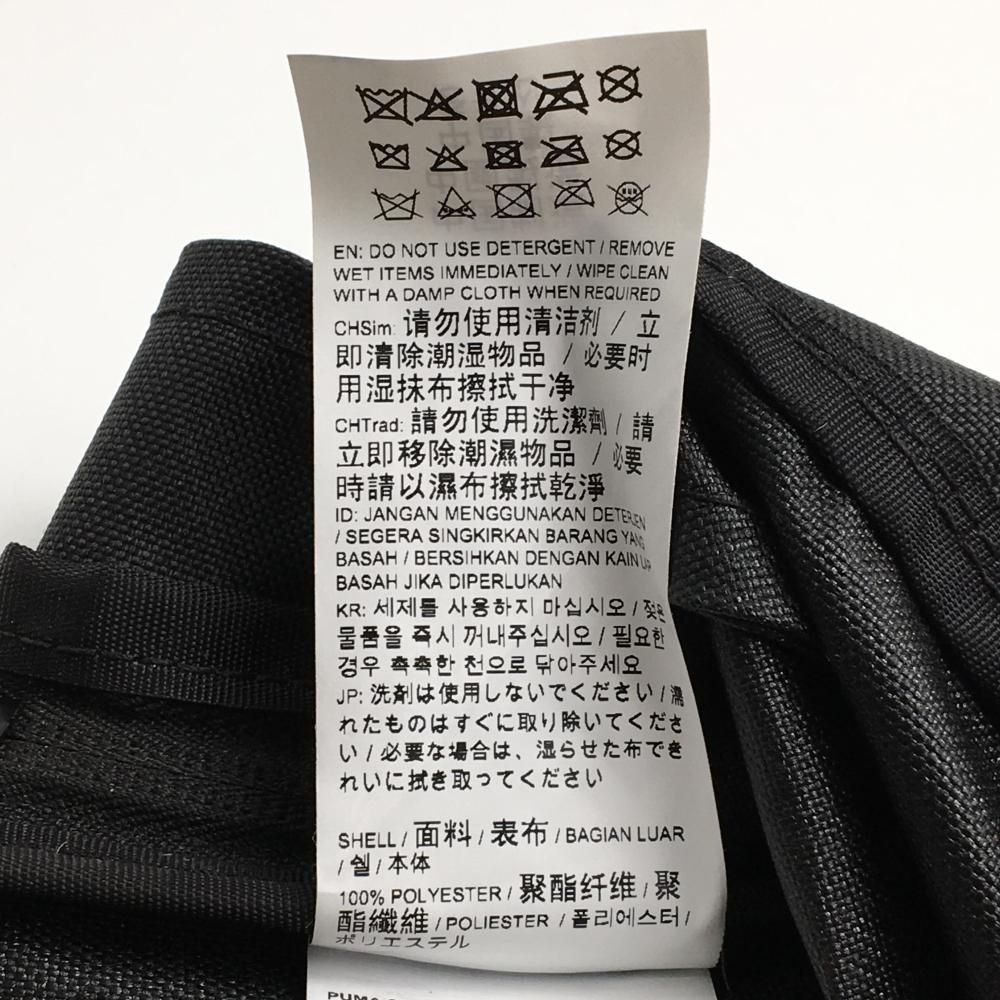 EN: DO NOT USE DETERGENT / REMOVE
WET ITEMS IMMEDIATELY / WIPE CLEAN
WITH A DAMP CLOTH WHEN REQUIRED
CHSim: 请勿使用清洁剂 / 立
即清除潮湿物品 / 必要时
用湿抹布擦拭干净
CHTrad: 請勿使用洗潔劑 / 請
立即移除潮濕物品 / 必要
時請以濕布擦拭乾淨
ID: JANGAN MENGGUNAKAN DETERJEN
/ SEGERA SINGKIRKAN BARANG YANG
BASAH / BERSIHKAN DENGAN KAIN
BASAH JIKA DIPERLUKAN
KR: 세제를 사용하지 마십시오 / 젖은
물품을 즉시 꺼내주십시오 / 필요한
경우 촉촉한 천으로 닦아주세요
JP: 洗剤は使用しないでください / 濡
れたものはすぐに取り除いてくださ
い / 必要な場合は、湿らせた布でき
れいに拭き取ってください
SHELL / 面料 / 表布 / BAGIAN LUAR
/ 쉘 / 本体
100% POLYESTER / 聚酯纤维 / 聚
酯纖維 / POLIESTER / 폴리에스터 /
ポリエステル
PUMA